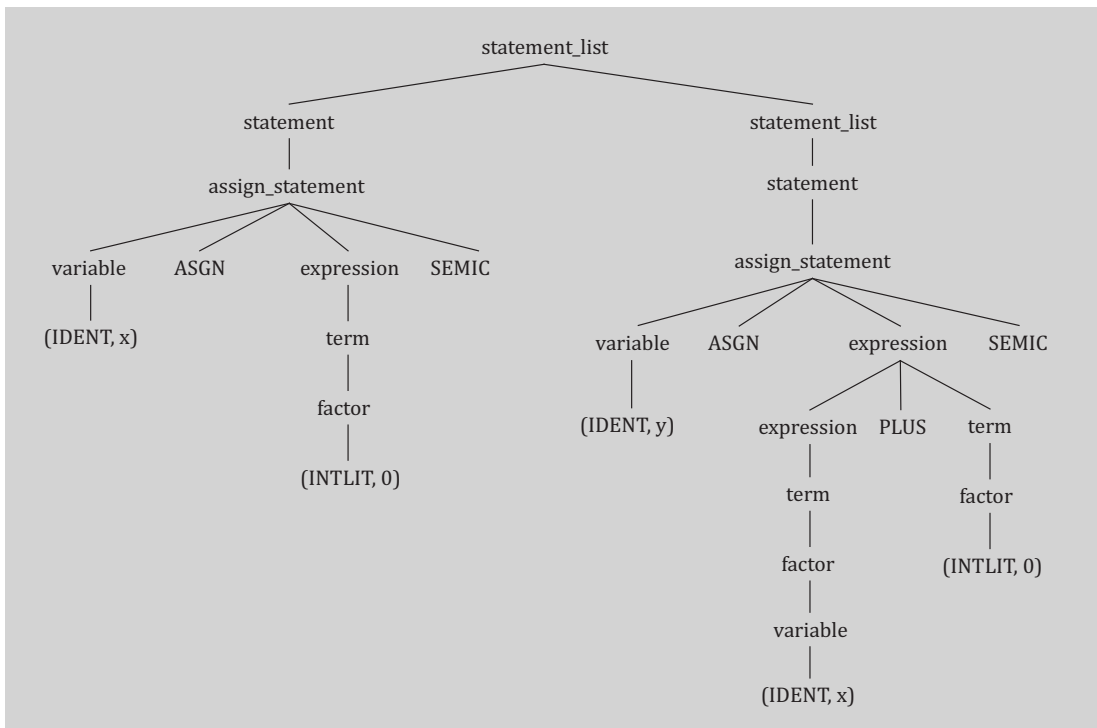 statement_list
statement statement_list
assign_statement statement
variable ASGN expression SEMIC assign_statement
(IDENT, x) term variable ASGN expression SEMIC
factor (IDENT, y) expression PLUS term
(INTLIT, 0) term factor
factor (INTLIT, 0)
variable
(IDENT, x)